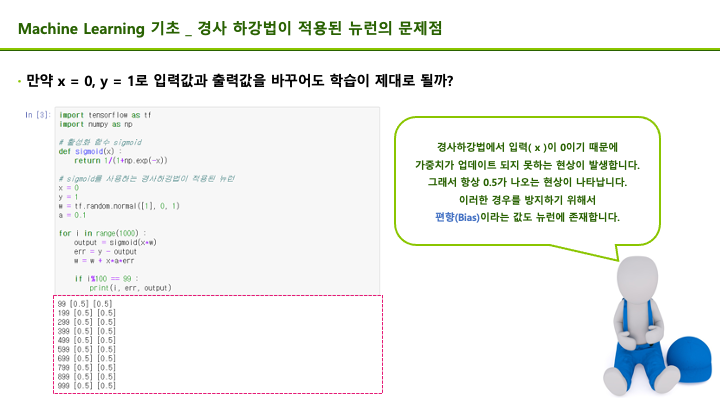 Machine Learning 기초 _ 경사 하강법이 적용된 뉴런의 문제점
· 만약 x = 0, y = 1로 입력값과 출력값을 바꾸어도 학습이 제대로 될까?
In [3]:
import tensorflow as tf
import numpy as np
# 활성화 함수 sigmoid
def sigmoid(x) :
return 1/(1+np.exp(-x))
# sigmoid를 사용하는 경사하강법이 적용된 뉴런
x = 0
y = 1
w = tf.random.normal([1], 0, 1)
a = 0.1
for i in range(1000) :
output = sigmoid(x*w)
err = y - output
w = w + x*a*err
if i%100 == 99 :
print(i, err, output)
99 [0.5] [0.5]
199 [0.5] [0.5]
299 [0.5] [0.5]
399 [0.5] [0.5]
499 [0.5] [0.5]
599 [0.5] [0.5]
699 [0.5] [0.5]
799 [0.5] [0.5]
899 [0.5] [0.5]
999 [0.5] [0.5]
경사하강법에서 입력( x )이 0이기 때문에
가중치가 업데이트 되지 못하는 현상이 발생합니다.
그래서 항상 0.5가 나오는 현상이 나타납니다.
이러한 경우를 방지하기 위해서
편향(Bias)이라는 값도 뉴런에 존재합니다.